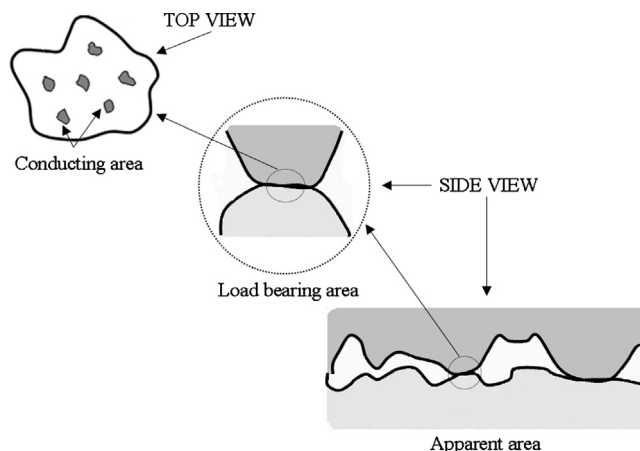 TOP VIEW
Conducting area
SIDE VIEW
Load bearing area
Apparent area